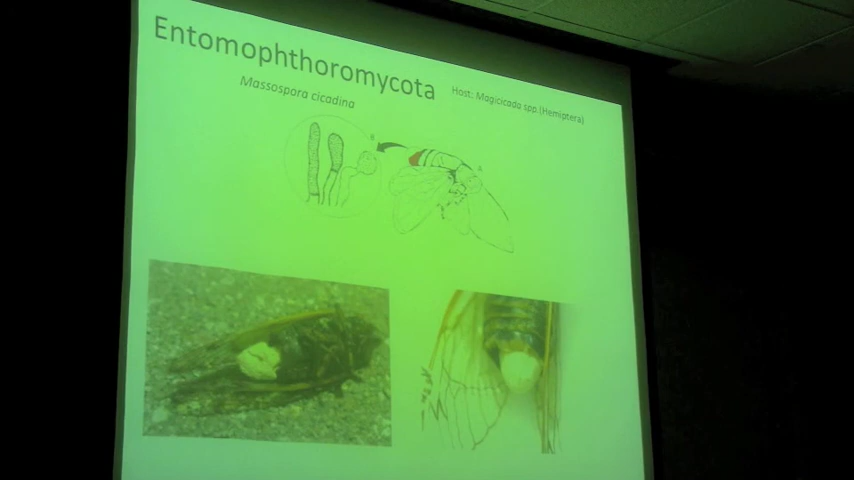 Entomophthoromycota
Massospora cicadina
Host: Magicicada spp.(Hemiptera)